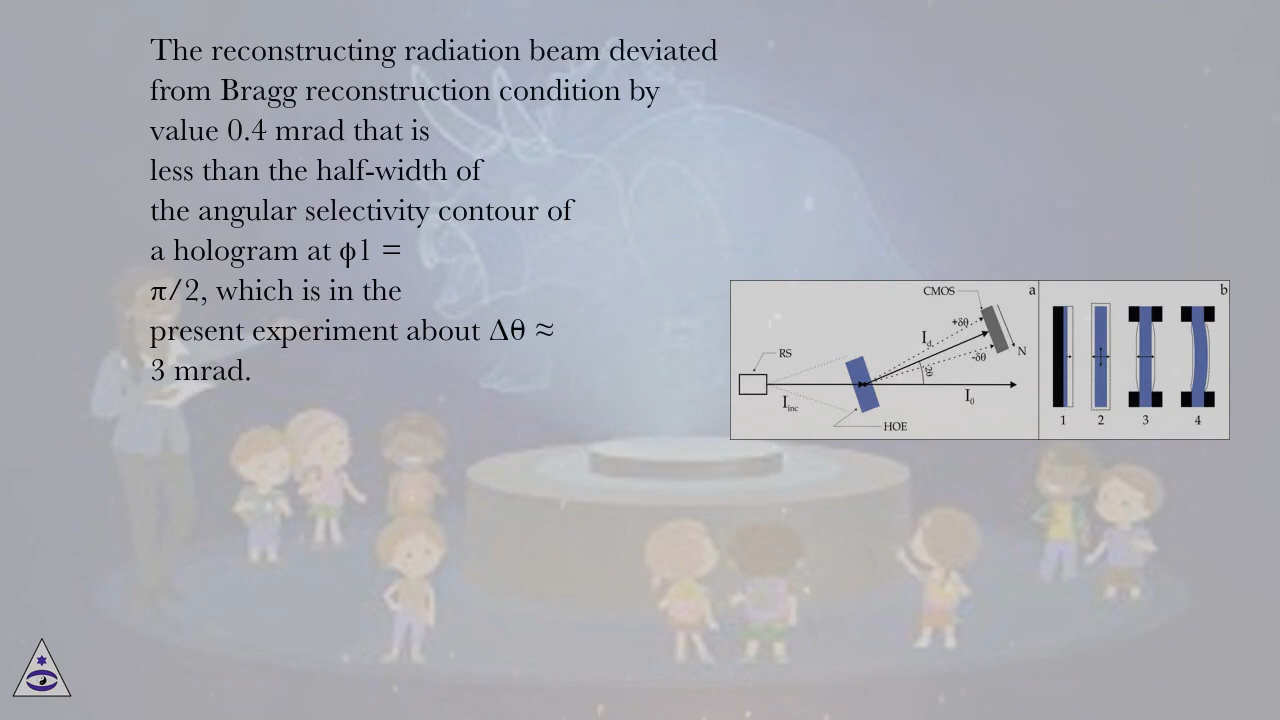 The reconstructing radiation beam deviated
from Bragg reconstruction condition by
value 0.4 mrad that is
less than the half-width of
the angular selectivity contour of
a hologram at ϕ1 =
π/2, which is in the
present experiment about Δθ ≈
3 mrad.
CMOS
a
b
+δθ
I_d
N
-δθ
RS
2θ
I_inc
I_0
HOE
1 2 3 4